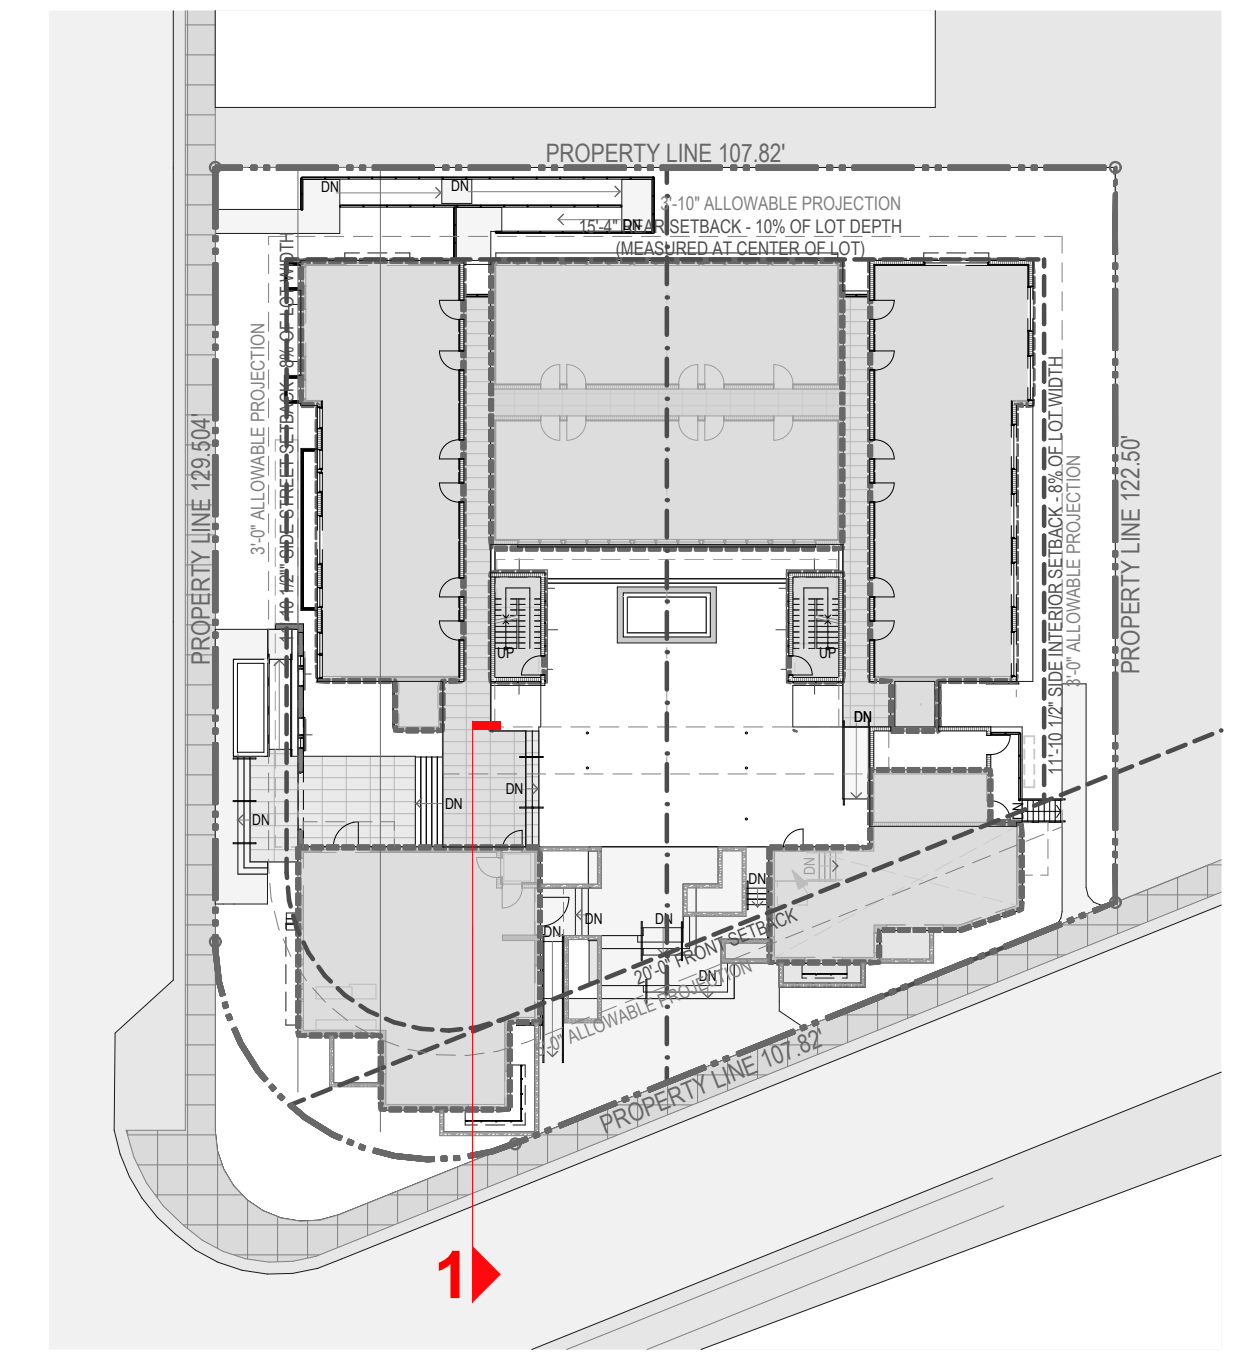 PROPERTY LINE 107.82'
DN
DN
DN
3'-10" ALLOWABLE PROJECTION
15'-4" REAR SETBACK - 10% OF LOT DEPTH
(MEASURED AT CENTER OF LOT)
PROPERTY LINE 129.504'
3'-0" ALLOWABLE PROJECTION
10 1/2" SIDE STREET SETBACK - 8% OF LOT WIDTH
11'-10 1/2" SIDE INTERIOR SETBACK - 8% OF LOT WIDTH
3'-0" ALLOWABLE PROJECTION
PROPERTY LINE 122.50'
UP
UP
DN
DN
DN
DN
DN
DN
DN
DN
DN
DN
DN
DN
20'-0" FRONT SETBACK
-0" ALLOWABLE PROJECTION
PROPERTY LINE 107.82'
1